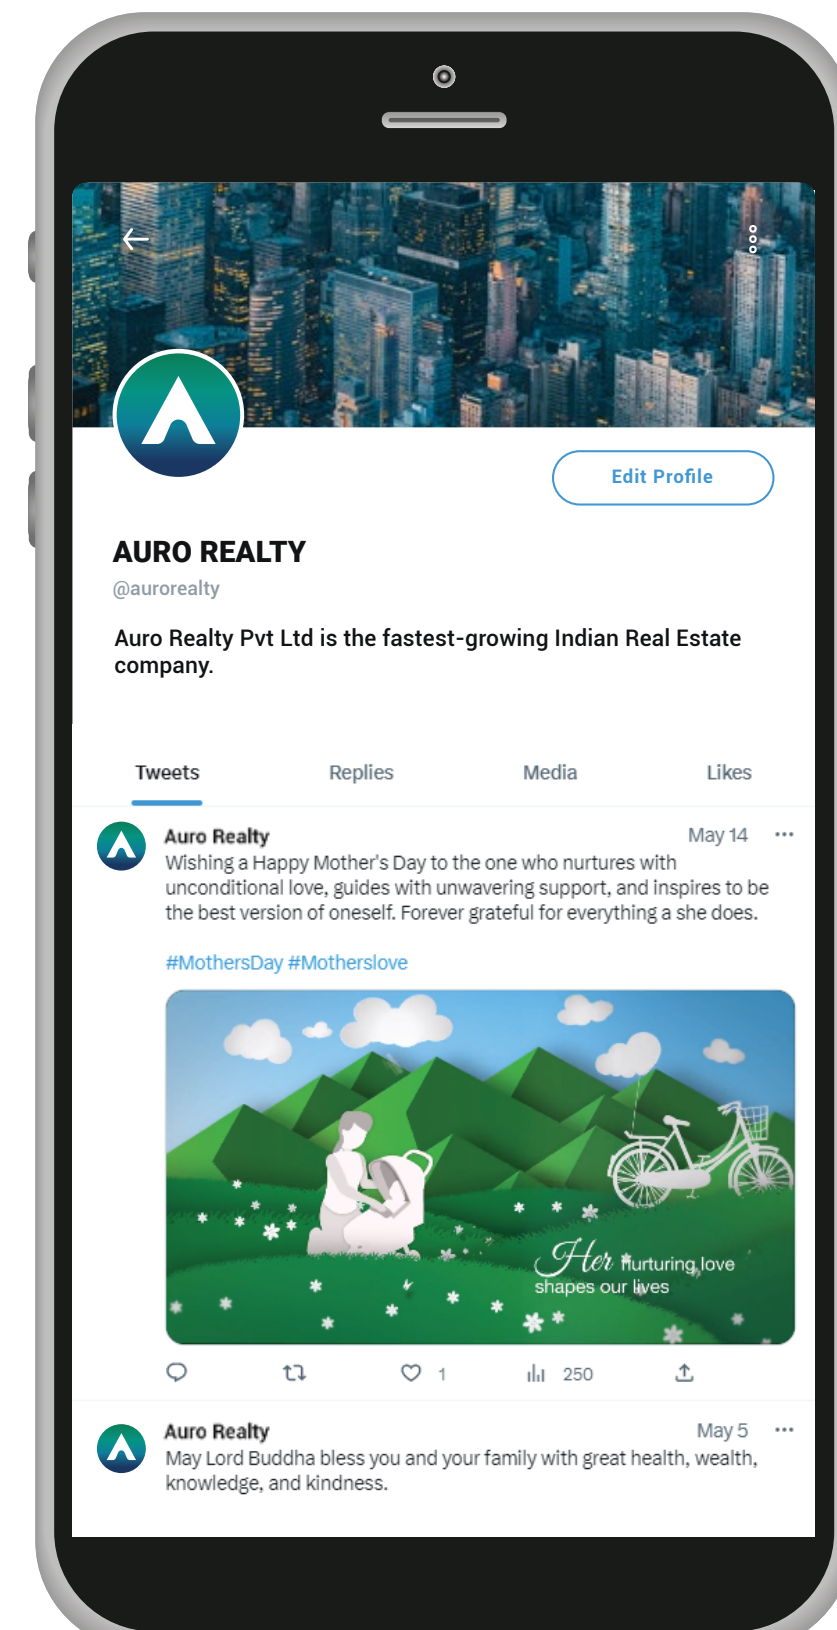 Edit Profile
AURO REALTY
@aurorealty
Auro Realty Pvt Ltd is the fastest-growing Indian Real Estate
company.
Tweets Replies Media Likes
Auro Realty May 14
Wishing a Happy Mother's Day to the one who nurtures with
unconditional love, guides with unwavering support, and inspires to be
the best version of oneself. Forever grateful for everything a she does.
#MothersDay #Motherslove
Her nurturing love
shapes our lives
1 250
Auro Realty May 5
May Lord Buddha bless you and your family with great health, wealth,
knowledge, and kindness.